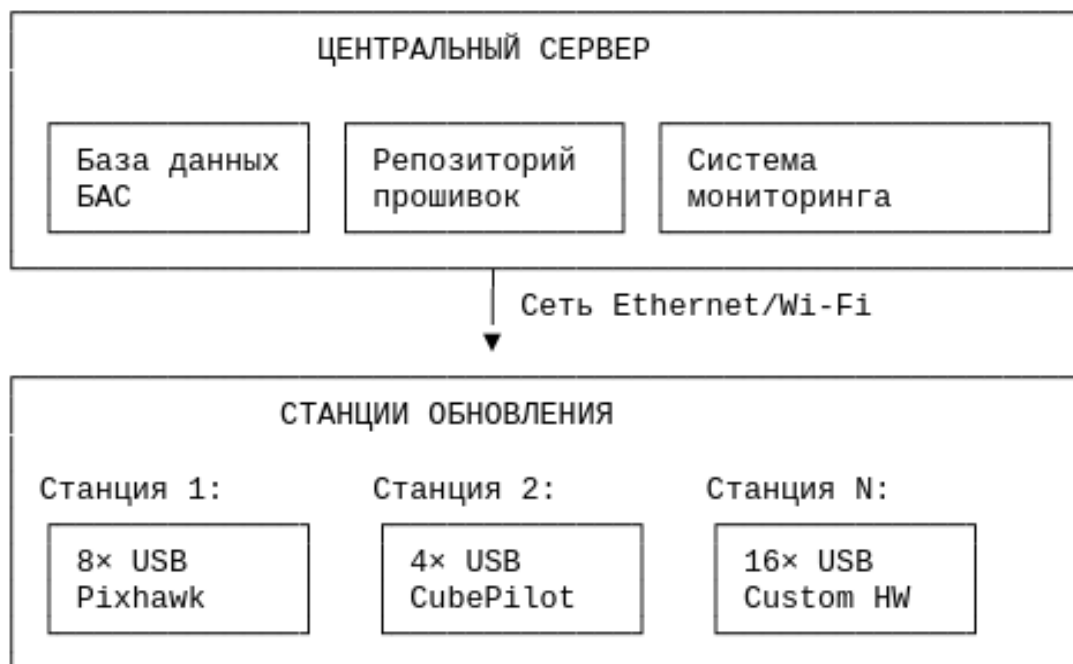 ЦЕНТРАЛЬНЫЙ СЕРВЕР
База данных
БАС
Репозиторий
прошивок
Система
мониторинга
Сеть Ethernet/Wi-Fi
СТАНЦИИ ОБНОВЛЕНИЯ
Станция 1:
8× USB
Pixhawk
Станция 2:
4× USB
CubePilot
Станция N:
16× USB
Custom HW